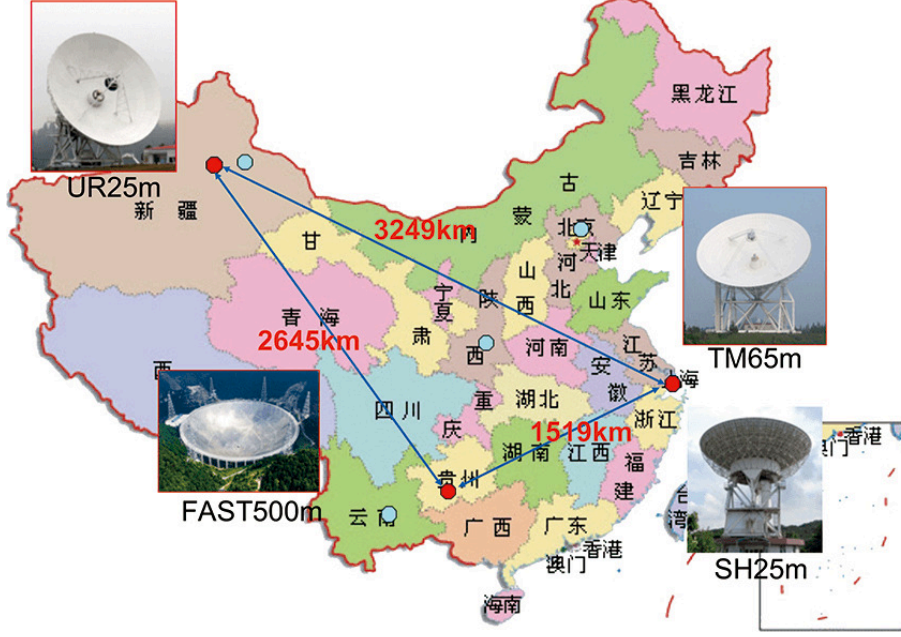 黑龙江
吉林
UR25m
古
辽宁
新 疆
蒙
北京
3249km
内
甘
天津
河
山
北
宁
夏
陕
西
山东
青 海
肃
2645km
TM65m
江
苏
河南
安
西
西
徽
上海
湖北
重
四川
庆
浙江
1519km
湖南
江西
香港
澳门
福
建
贵州
FAST500m
云南
广西
广东
台
湾
香港
澳门
SH25m
海南